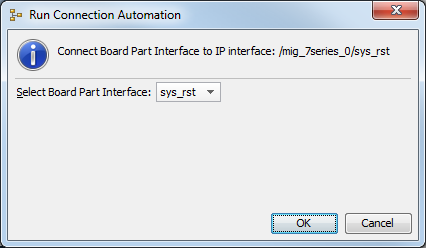 Run Connection Automation
Connect Board Part Interface to IP interface: /mig_7series_0/sys_rst
Select Board Part Interface: sys_rst
OK Cancel